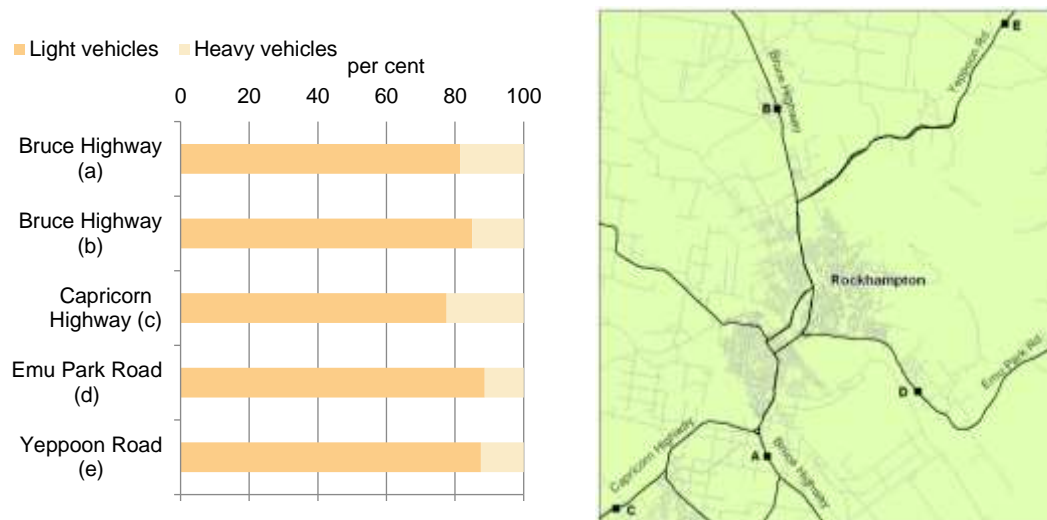 Light vehicles
Heavy vehicles
per cent
0 20 40 60 80 100
Bruce Highway
(a)
Bruce Highway
(b)
Capricorn
Highway (c)
Emu Park Road
(d)
Yeppoon Road
(e)
E
Yeppoon Rd
Bruce Highway
B
Rockhampton
Emu Park Rd
D
Capricorn Highway
A
Bruce Highway
C